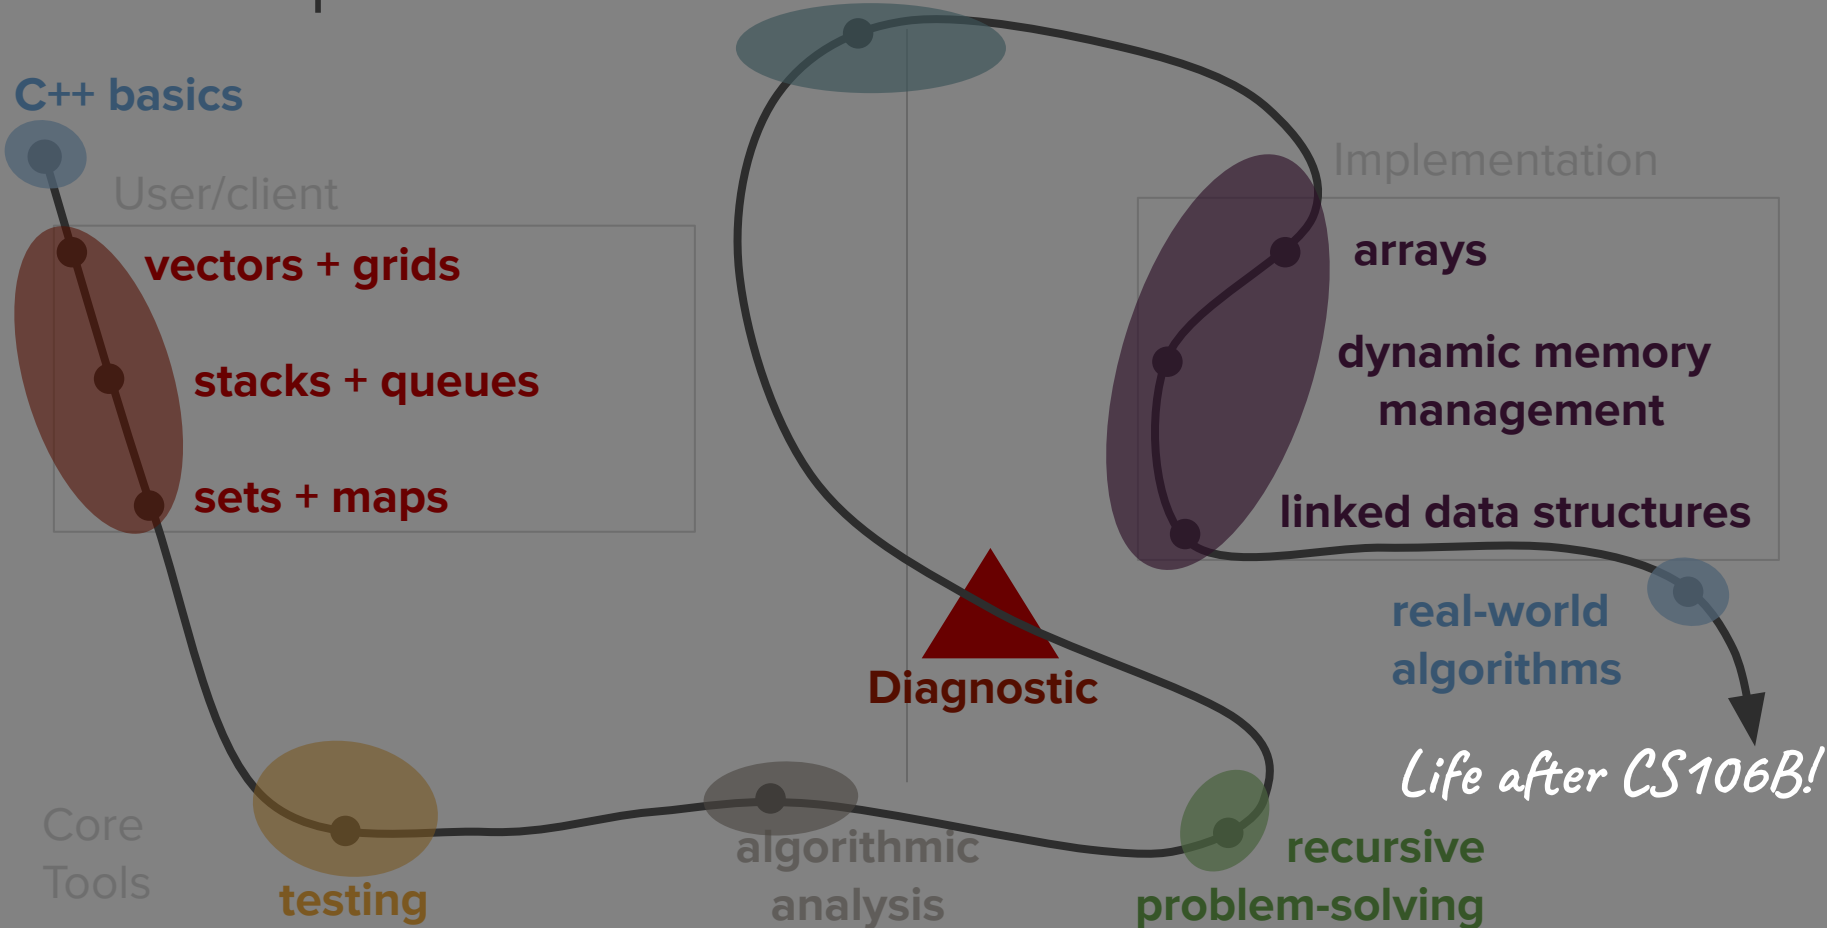 C++ basics
User/client
vectors + grids
stacks + queues
sets + maps
Core
Tools
testing
algorithmic
analysis
Diagnostic
recursive
problem-solving
Implementation
arrays
dynamic memory
management
linked data structures
real-world
algorithms
Life after CS106B!